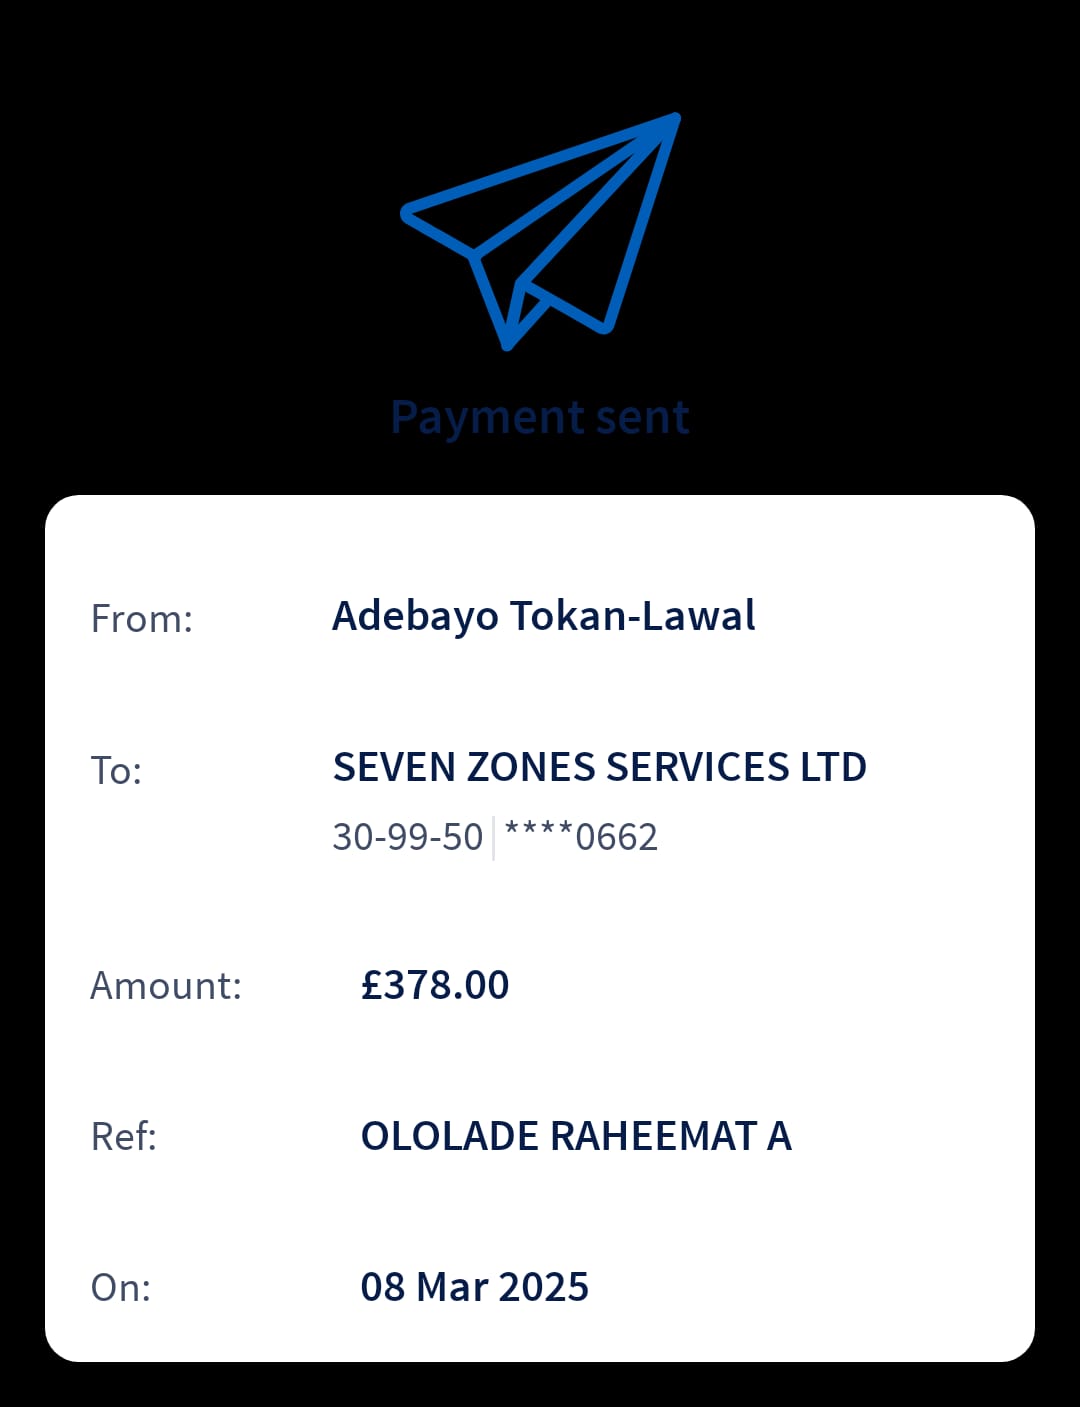 Payment sent
From: Adebayo Tokan-Lawal
To: SEVEN ZONES SERVICES LTD
30-99-50 ****0662
Amount: £378.00
Ref: OLOLADE RAHEEMAT A
On: 08 Mar 2025